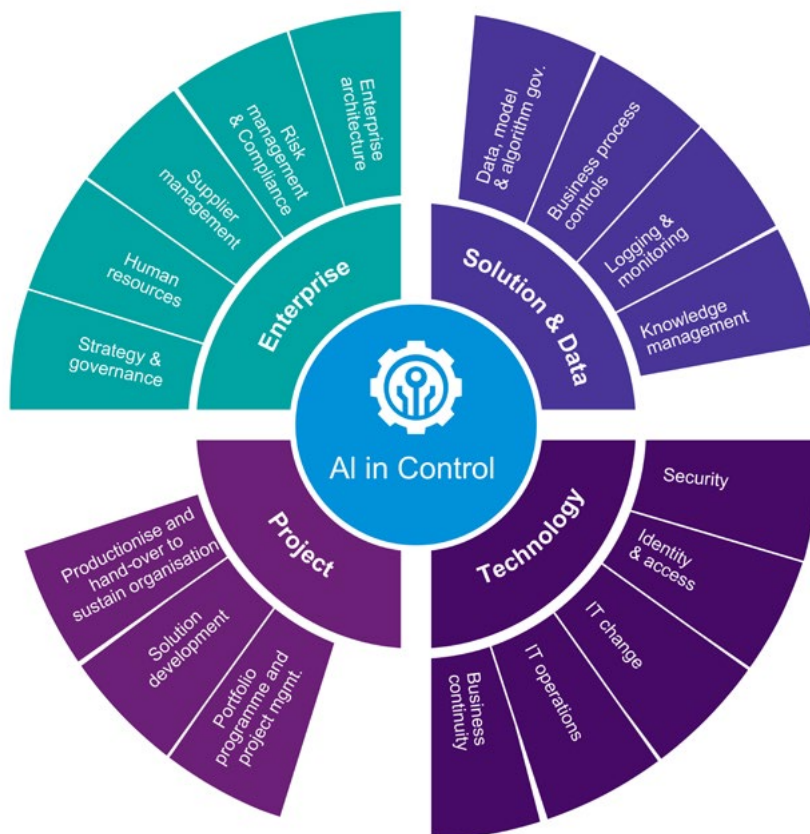 Enterprise
architecture
Risk
management
& Compliance
Supplier
management
Human
resources
Strategy &
governance
Enterprise
Data, model
& algorithm gov.
Business process
controls
Logging &
monitoring
Knowledge
management
Solution & Data
AI in Control
Project
Productionise and
hand-over to
sustain organisation
Solution
development
Portfolio
programme and
project mgmt.
Technology
Security
Identity
& access
IT change
IT operations
Business
continuity